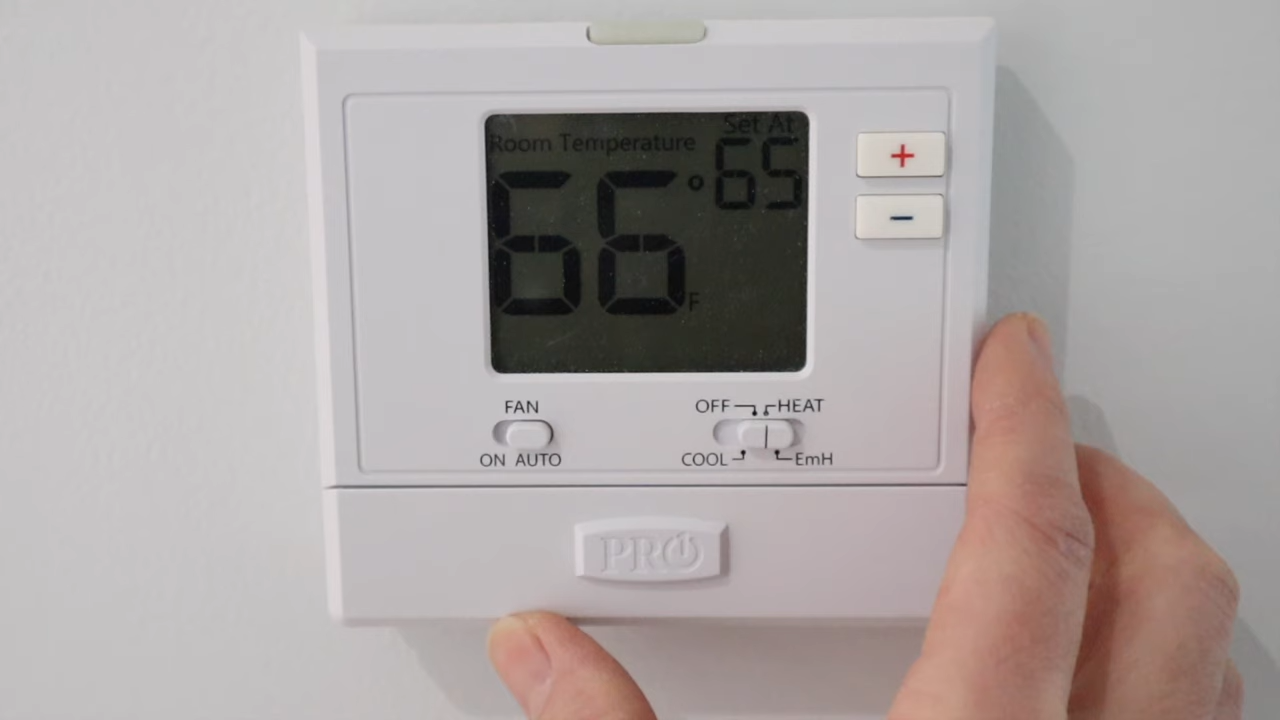 Set At
Room Temperature
65
66°
F
+
-
FAN
ON AUTO
OFF HEAT
COOL EmH
PRO